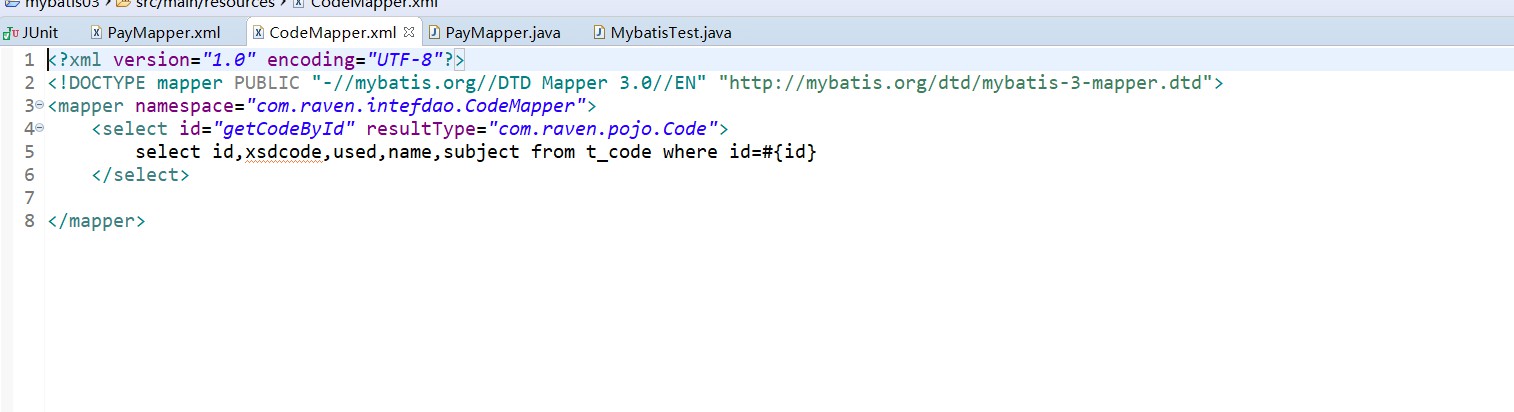 mybatis03 › src/main/resources › CodeMapper.xml
JUnit PayMapper.xml CodeMapper.xml PayMapper.java MybatisTest.java
1 <?xml version="1.0" encoding="UTF-8"?>
2 <!DOCTYPE mapper PUBLIC "-//mybatis.org//DTD Mapper 3.0//EN" "http://mybatis.org/dtd/mybatis-3-mapper.dtd">
3 <mapper namespace="com.raven.intefdao.CodeMapper">
4 <select id="getCodeById" resultType="com.raven.pojo.Code">
5 select id,xsdcode,used,name,subject from t_code where id=#{id}
6 </select>
7
8 </mapper>